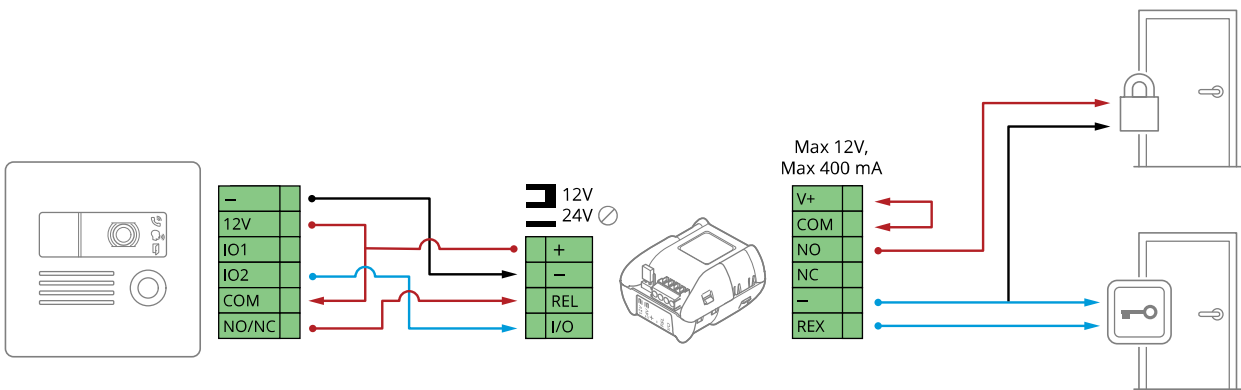 –
12V
IO1
IO2
COM
NO/NC
12V
24V
+
–
REL
I/O
Max 12V,
Max 400 mA
V+
COM
NO
NC
–
REX